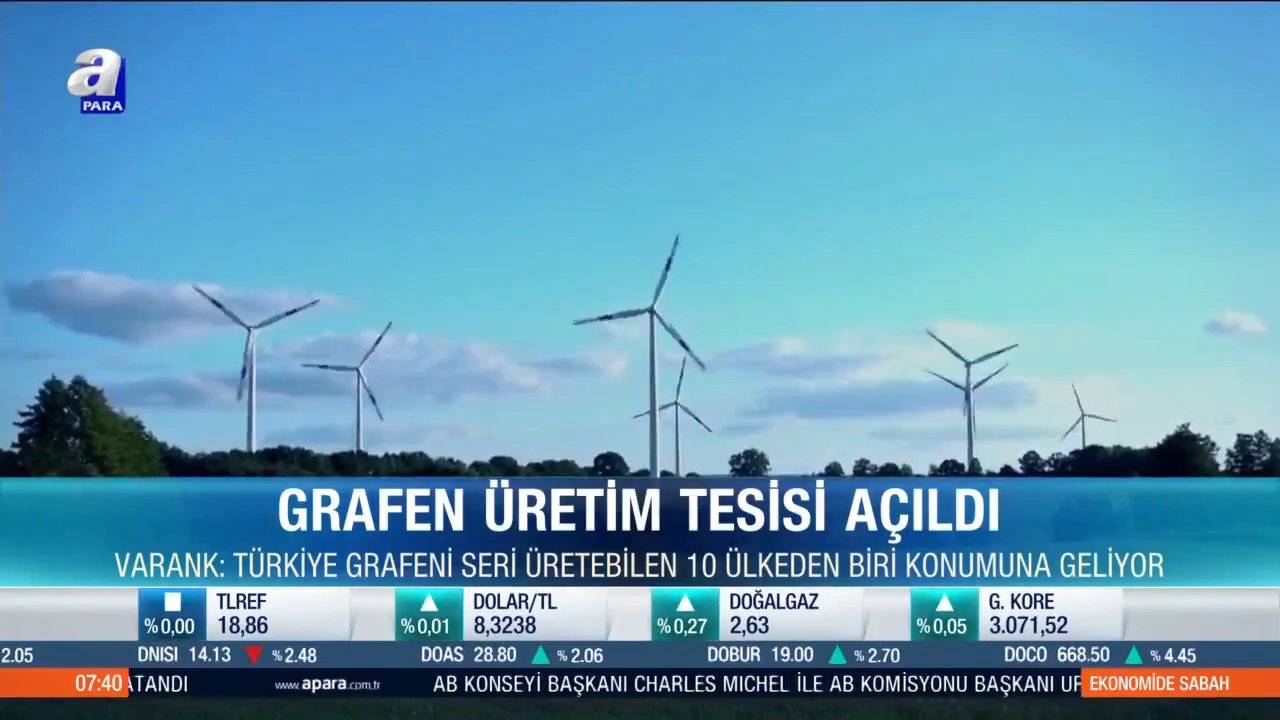 a
PARA
GRAFEN ÜRETİM TESİSİ AÇILDI
VARANK: TÜRKİYE GRAFENİ SERİ ÜRETEBİLEN 10 ÜLKEDEN BİRİ KONUMUNA GELİYOR
TLREF DOLAR/TL DOĞALGAZ G. KORE
%0,00 18,86 %0,01 8,3238 %0,27 2,63 %0,05 3.071,52
2.05 DNISI 14.13 %2.48 DOAS 28.80 %2.06 DOBUR 19.00 %2.70 DOCO 668.50 %4.45
07:40 ATANDI www.apara.com.tr AB KONSEYİ BAŞKANI CHARLES MICHEL İLE AB KOMİSYONU BAŞKANI EKONOMİDE SABAH